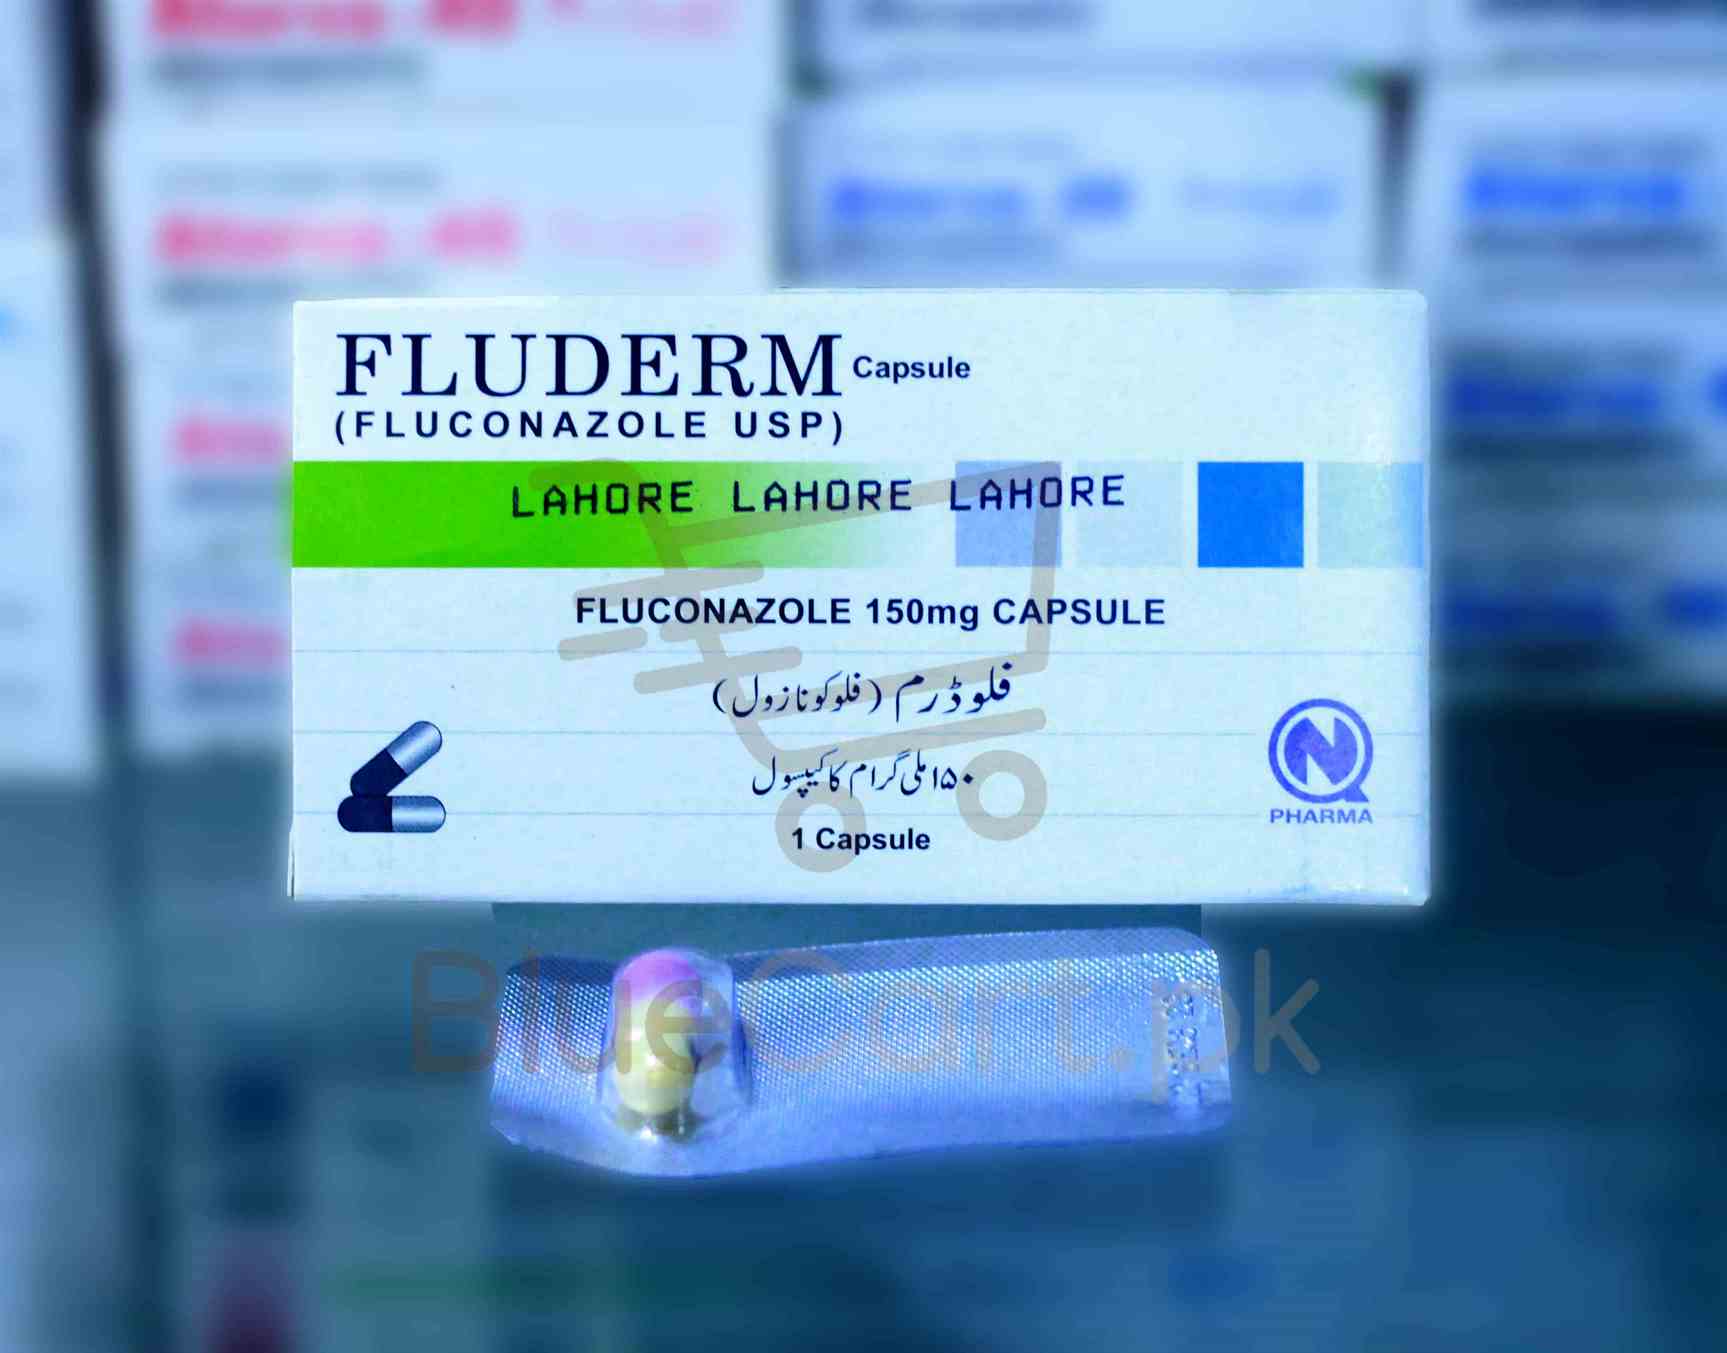 FLUDERM Capsule
(FLUCONAZOLE USP)
LAHORE LAHORE LAHORE
FLUCONAZOLE 150mg CAPSULE
فلوڈرم (فلوکونازول)
۱۵۰ ملی گرام کا کیپسول
1 Capsule
NQ
PHARMA
BlueCart.pk